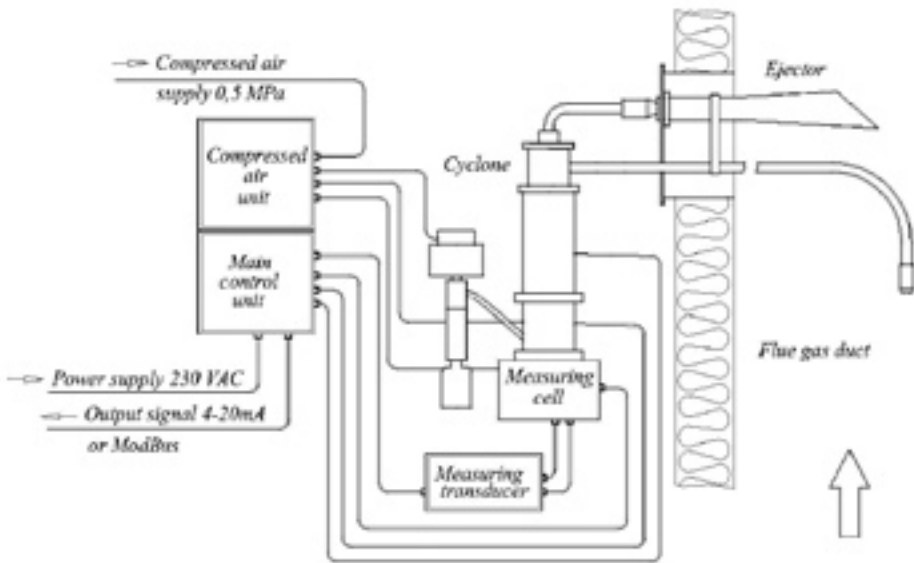 Compressed air
supply 0,5 MPa
Ejector
Compressed
air
unit
Cyclone
Main
control
unit
Flue gas duct
Power supply 230 VAC
Measuring
cell
Output signal 4-20mA
or ModBus
Measuring
transducer